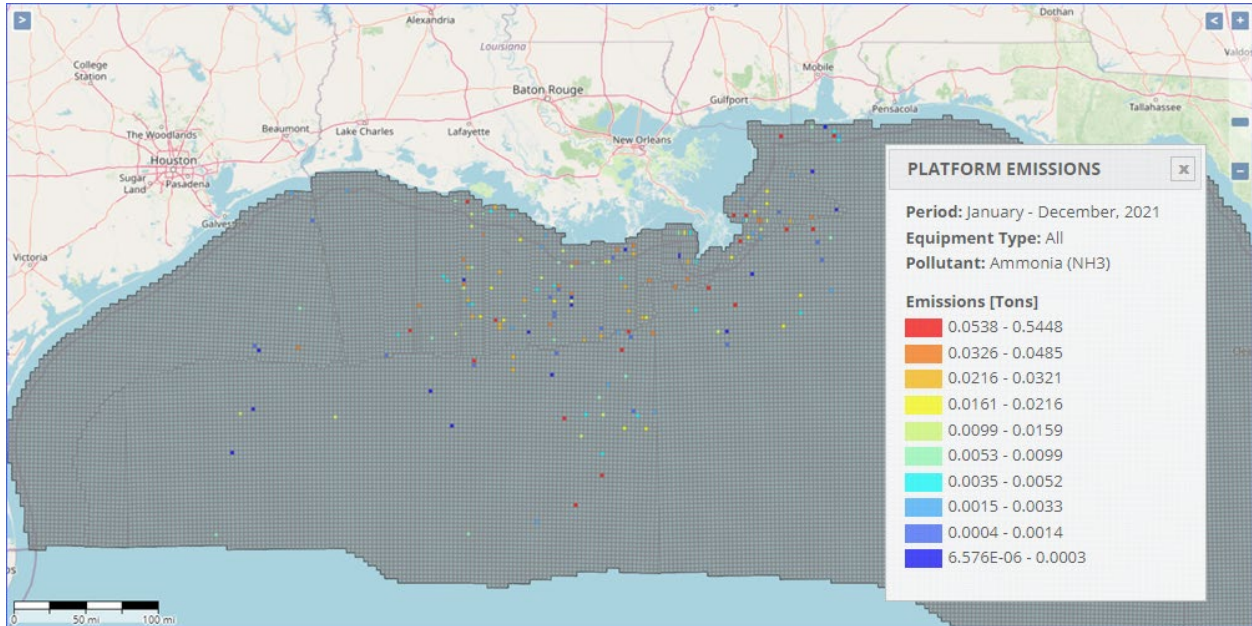 >
Alexandria
Dothan
<
+
Louisiana
Valdos
College
Station
Mobile
Baton Rouge
Gulfport
Pensacola
Tallahassee
The Woodlands
Beaumont
Lake Charles
Lafayette
New Orleans
Houston
Sugar
Land
Pasadena
Galves
Victoria
PLATFORM EMISSIONS
x
Period: January - December, 2021
Equipment Type: All
Pollutant: Ammonia (NH3)
Emissions [Tons]
0.0538 - 0.5448
0.0326 - 0.0485
0.0216 - 0.0321
0.0161 - 0.0216
0.0099 - 0.0159
0.0053 - 0.0099
0.0035 - 0.0052
0.0015 - 0.0033
0.0004 - 0.0014
6.576E-06 - 0.0003
os
0
50 mi
100 mi